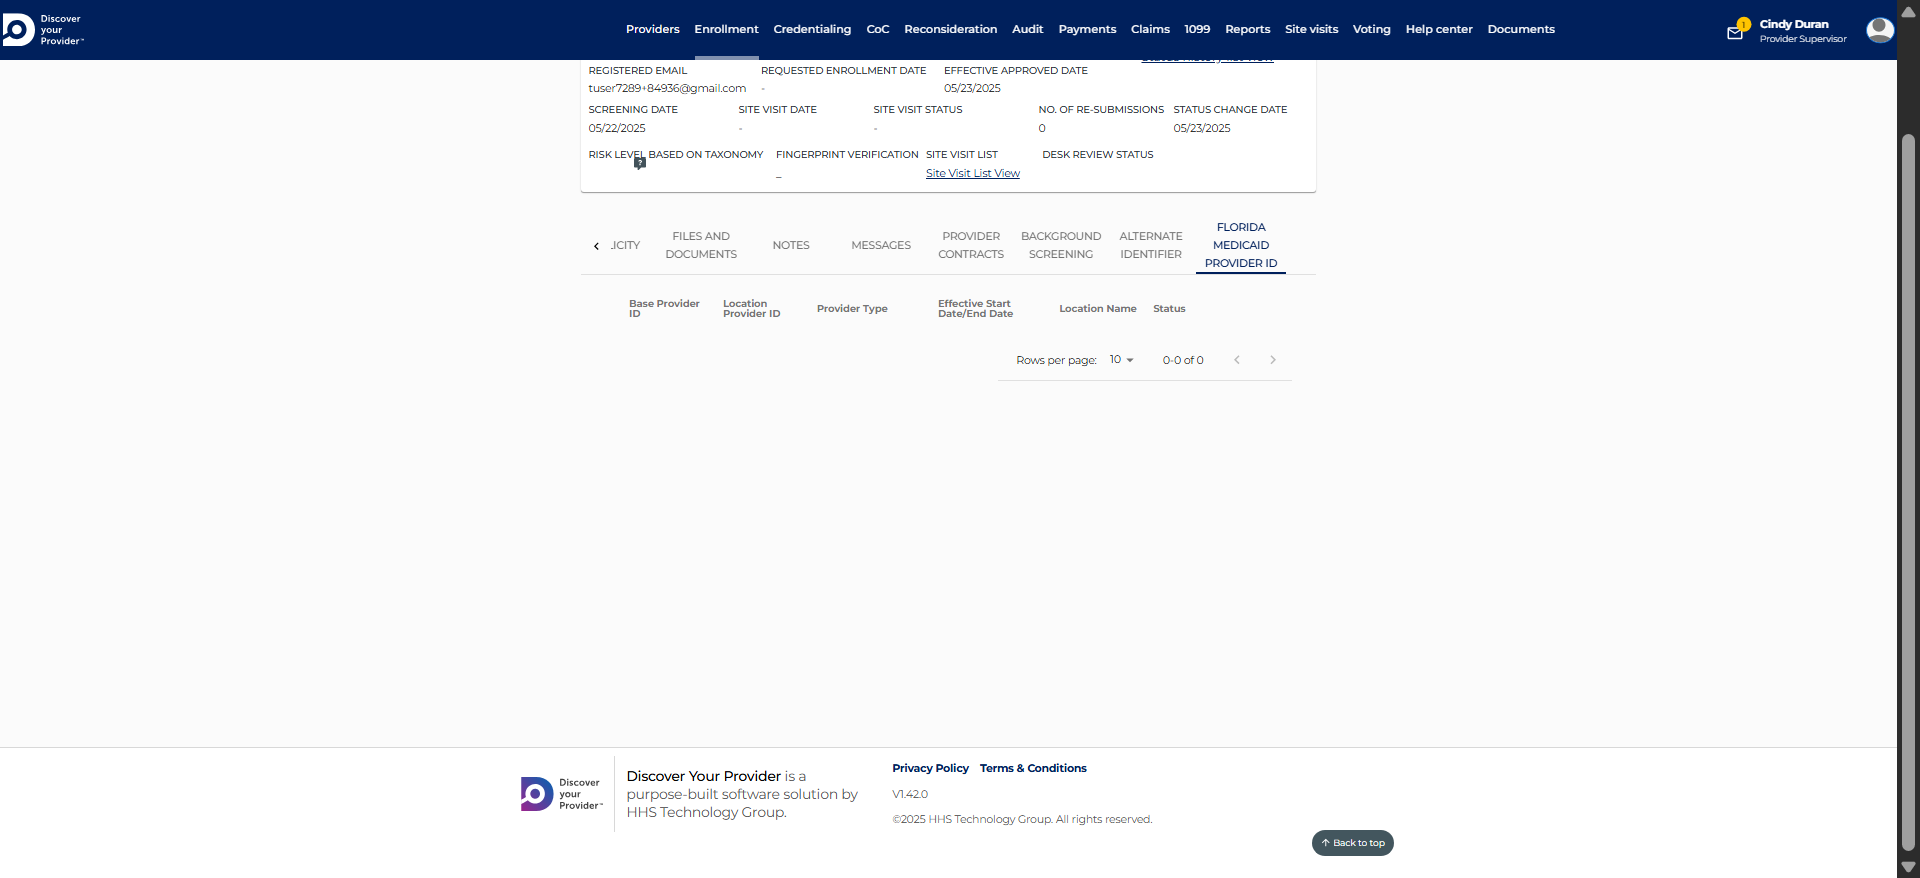 Discover
your
Provider™
Providers Enrollment Credentialing CoC Reconsideration Audit Payments Claims 1099 Reports Site visits Voting Help center Documents
1
Cindy Duran
Provider Supervisor
REGISTERED EMAIL REQUESTED ENROLLMENT DATE EFFECTIVE APPROVED DATE
tuser7289+84936@gmail.com - 05/23/2025
SCREENING DATE SITE VISIT DATE SITE VISIT STATUS NO. OF RE-SUBMISSIONS STATUS CHANGE DATE
05/22/2025 - - 0 05/23/2025
RISK LEVEL BASED ON TAXONOMY FINGERPRINT VERIFICATION SITE VISIT LIST DESK REVIEW STATUS
? _ Site Visit List View
ICITY
FILES AND
DOCUMENTS
NOTES
MESSAGES
PROVIDER
CONTRACTS
BACKGROUND
SCREENING
ALTERNATE
IDENTIFIER
FLORIDA
MEDICAID
PROVIDER ID
Base Provider
ID
Location
Provider ID
Provider Type
Effective Start
Date/End Date
Location Name
Status
Rows per page: 10 0-0 of 0
Discover
your
Provider™
Discover Your Provider is a
purpose-built software solution by
HHS Technology Group.
Privacy Policy Terms & Conditions
V1.42.0
©2025 HHS Technology Group. All rights reserved.
Back to top